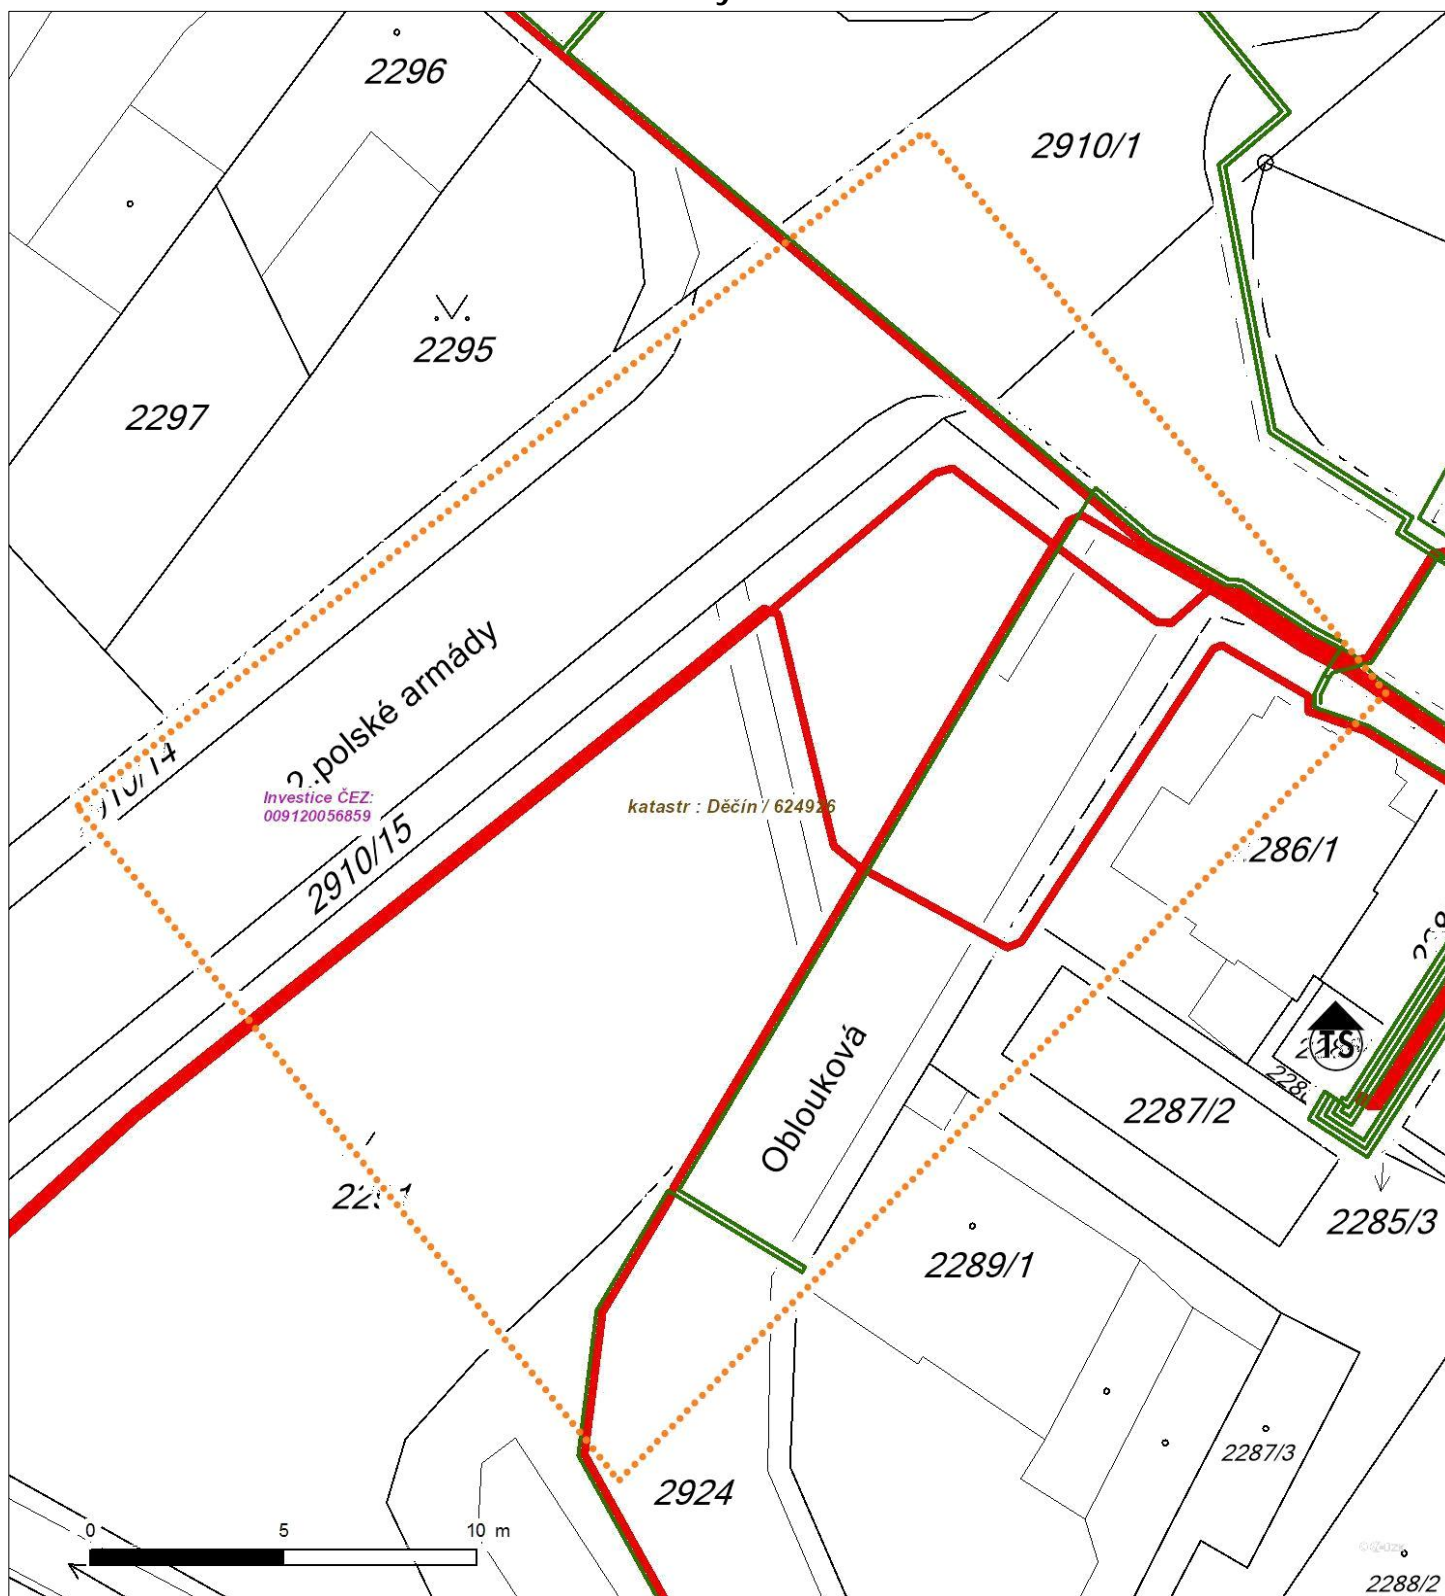 2296
2910/1
2295
2297
2.polské armády
Investice ČEZ:
009120056859
katastr : Děčín / 624926
2910/15
286/1
TS
2287/2
Oblouková
2285/3
2289/1
2287/3
2924
0 5 10 m
2288/2